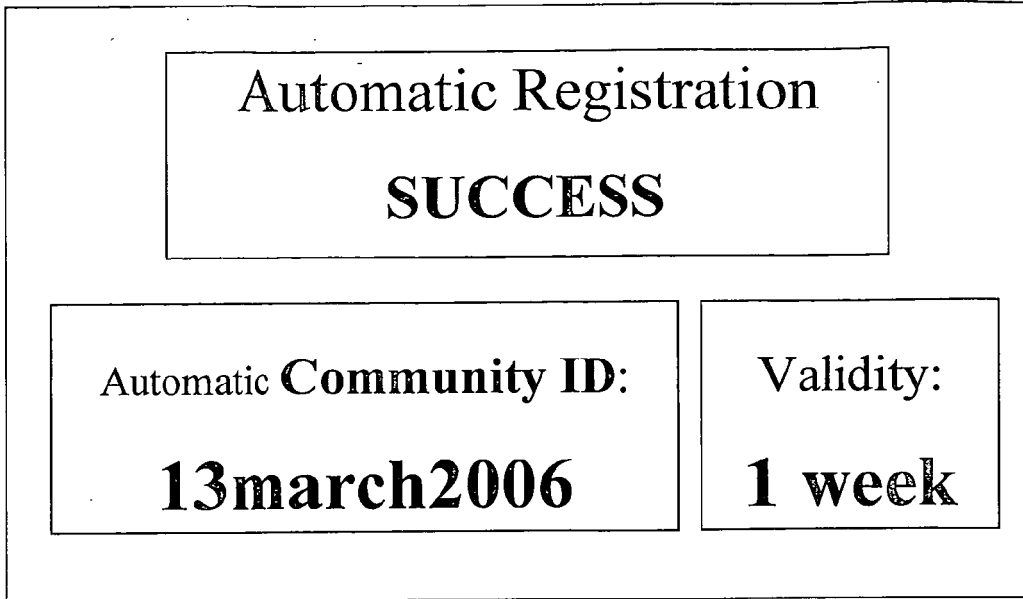 Automatic Registration
SUCCESS
Automatic Community ID:
13march2006
Validity:
1 week